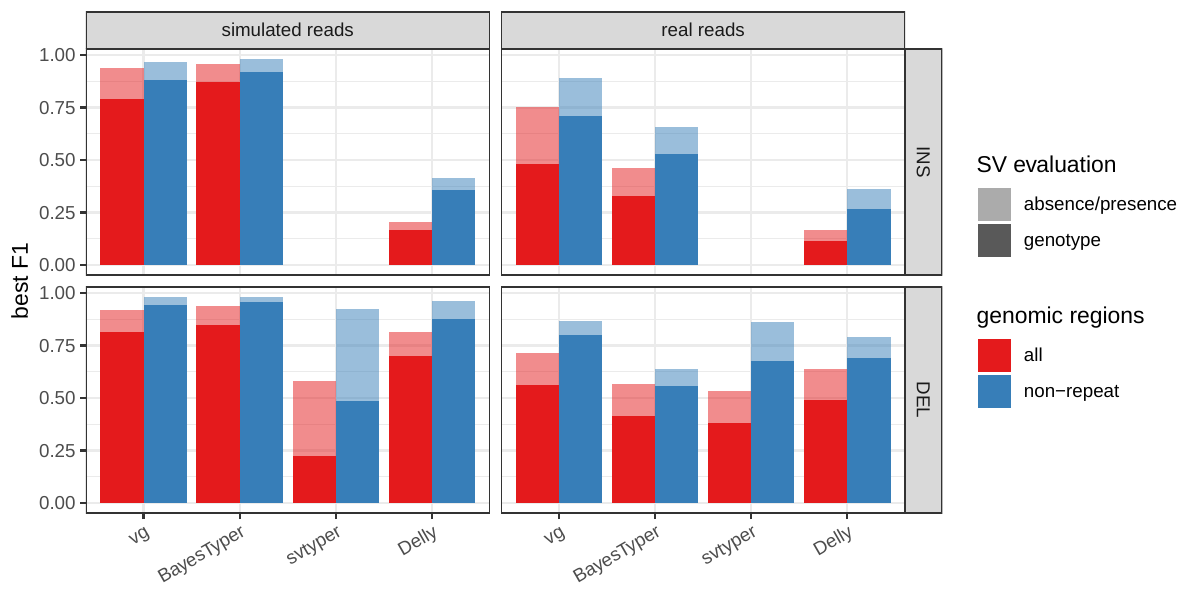 simulated reads
real reads
best F1
1.00
0.75
0.50
0.25
0.00
INS
1.00
0.75
0.50
0.25
0.00
DEL
vg
BayesTyper
svtyper
Delly
vg
BayesTyper
svtyper
Delly
SV evaluation
absence/presence
genotype
genomic regions
all
non−repeat